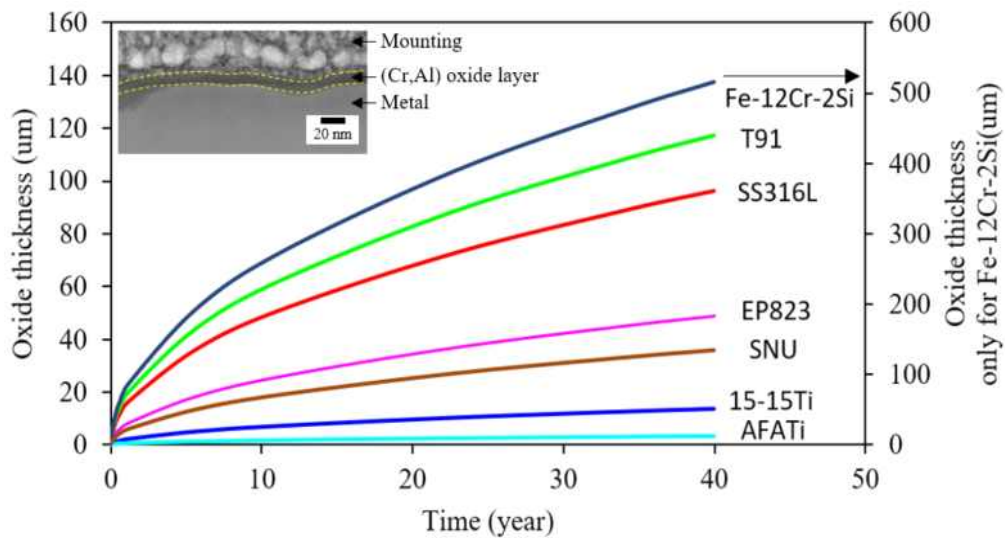 Oxide thickness (um)
160
140
120
100
80
60
40
20
0
Mounting
(Cr,Al) oxide layer
Metal
20 nm
Fe-12Cr-2Si
T91
SS316L
EP823
SNU
15-15Ti
AFATi
600
500
400
300
200
100
0
Oxide thickness
only for Fe-12Cr-2Si(um)
0
10
20
30
40
50
Time (year)